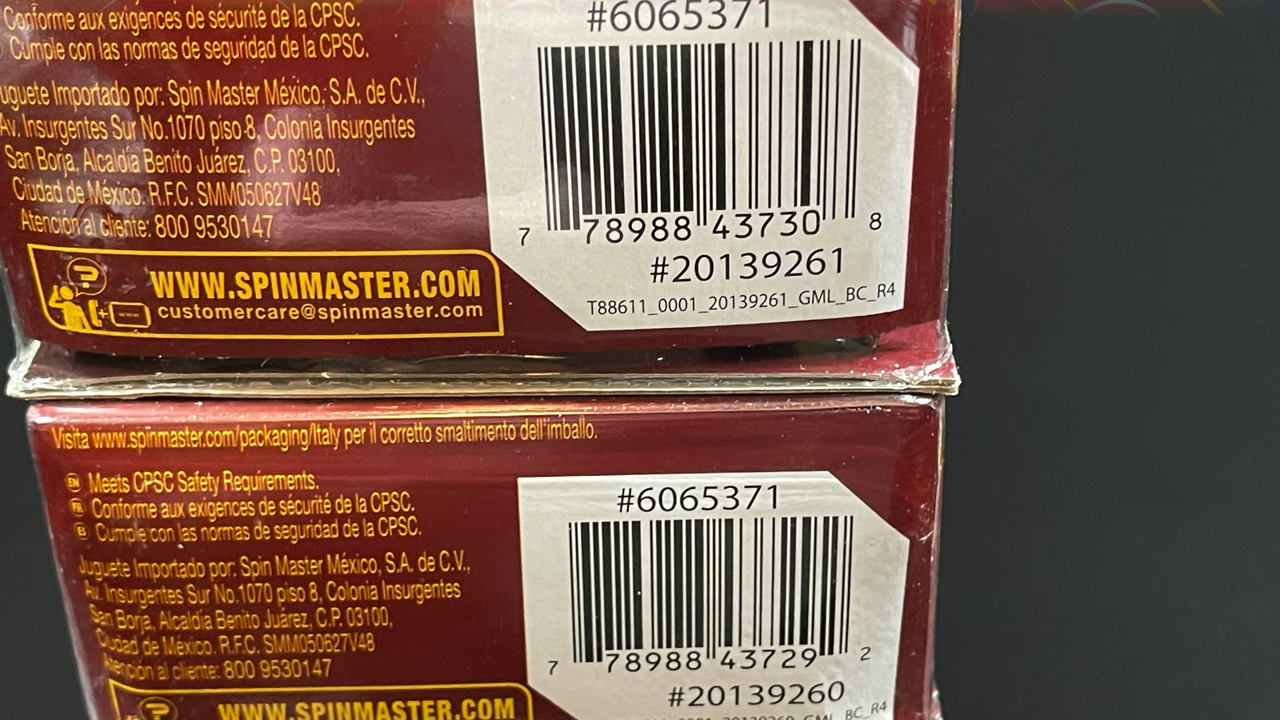 Conforme aux exigences de sécurité de la CPSC.
Cumple con las normas de seguridad de la CPSC.
uguete Importado por: Spin Master México, S.A. de C.V.,
Av. Insurgentes Sur No.1070 piso 8, Colonia Insurgentes
San Borja, Alcaldía Benito Juárez, C.P. 03100,
Ciudad de México. R.F.C. SMM050627V48
Atención al cliente: 800 9530147
?
WWW.SPINMASTER.COM
customercare@spinmaster.com
#6065371
7 78988 43730 8
#20139261
T88611_0001_20139261_GML_BC_R4
Visita www.spinmaster.com/packaging/Italy per il corretto smaltimento dell'imballo.
EN Meets CPSC Safety Requirements.
FR Conforme aux exigences de sécurité de la CPSC.
Cumple con las normas de seguridad de la CPSC.
Juguete Importado por: Spin Master México, S.A. de C.V.,
Av. Insurgentes Sur No.1070 piso 8, Colonia Insurgentes
San Borja, Alcaldía Benito Juárez, C.P. 03100,
Ciudad de México. R.F.C. SMM050627V48
Atención al cliente: 800 9530147
?
WWW.SPINMASTER.COM
#6065371
7 78988 43729 2
#20139260
0001_20139260_GML_BC_R4